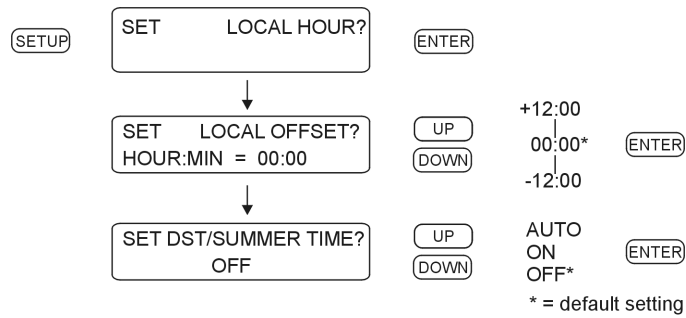 SETUP
SET LOCAL HOUR?
ENTER
SET LOCAL OFFSET?
HOUR:MIN = 00:00
UP
DOWN
+12:00
00:00*
-12:00
ENTER
SET DST/SUMMER TIME?
OFF
UP
DOWN
AUTO
ON
OFF*
ENTER
* = default setting